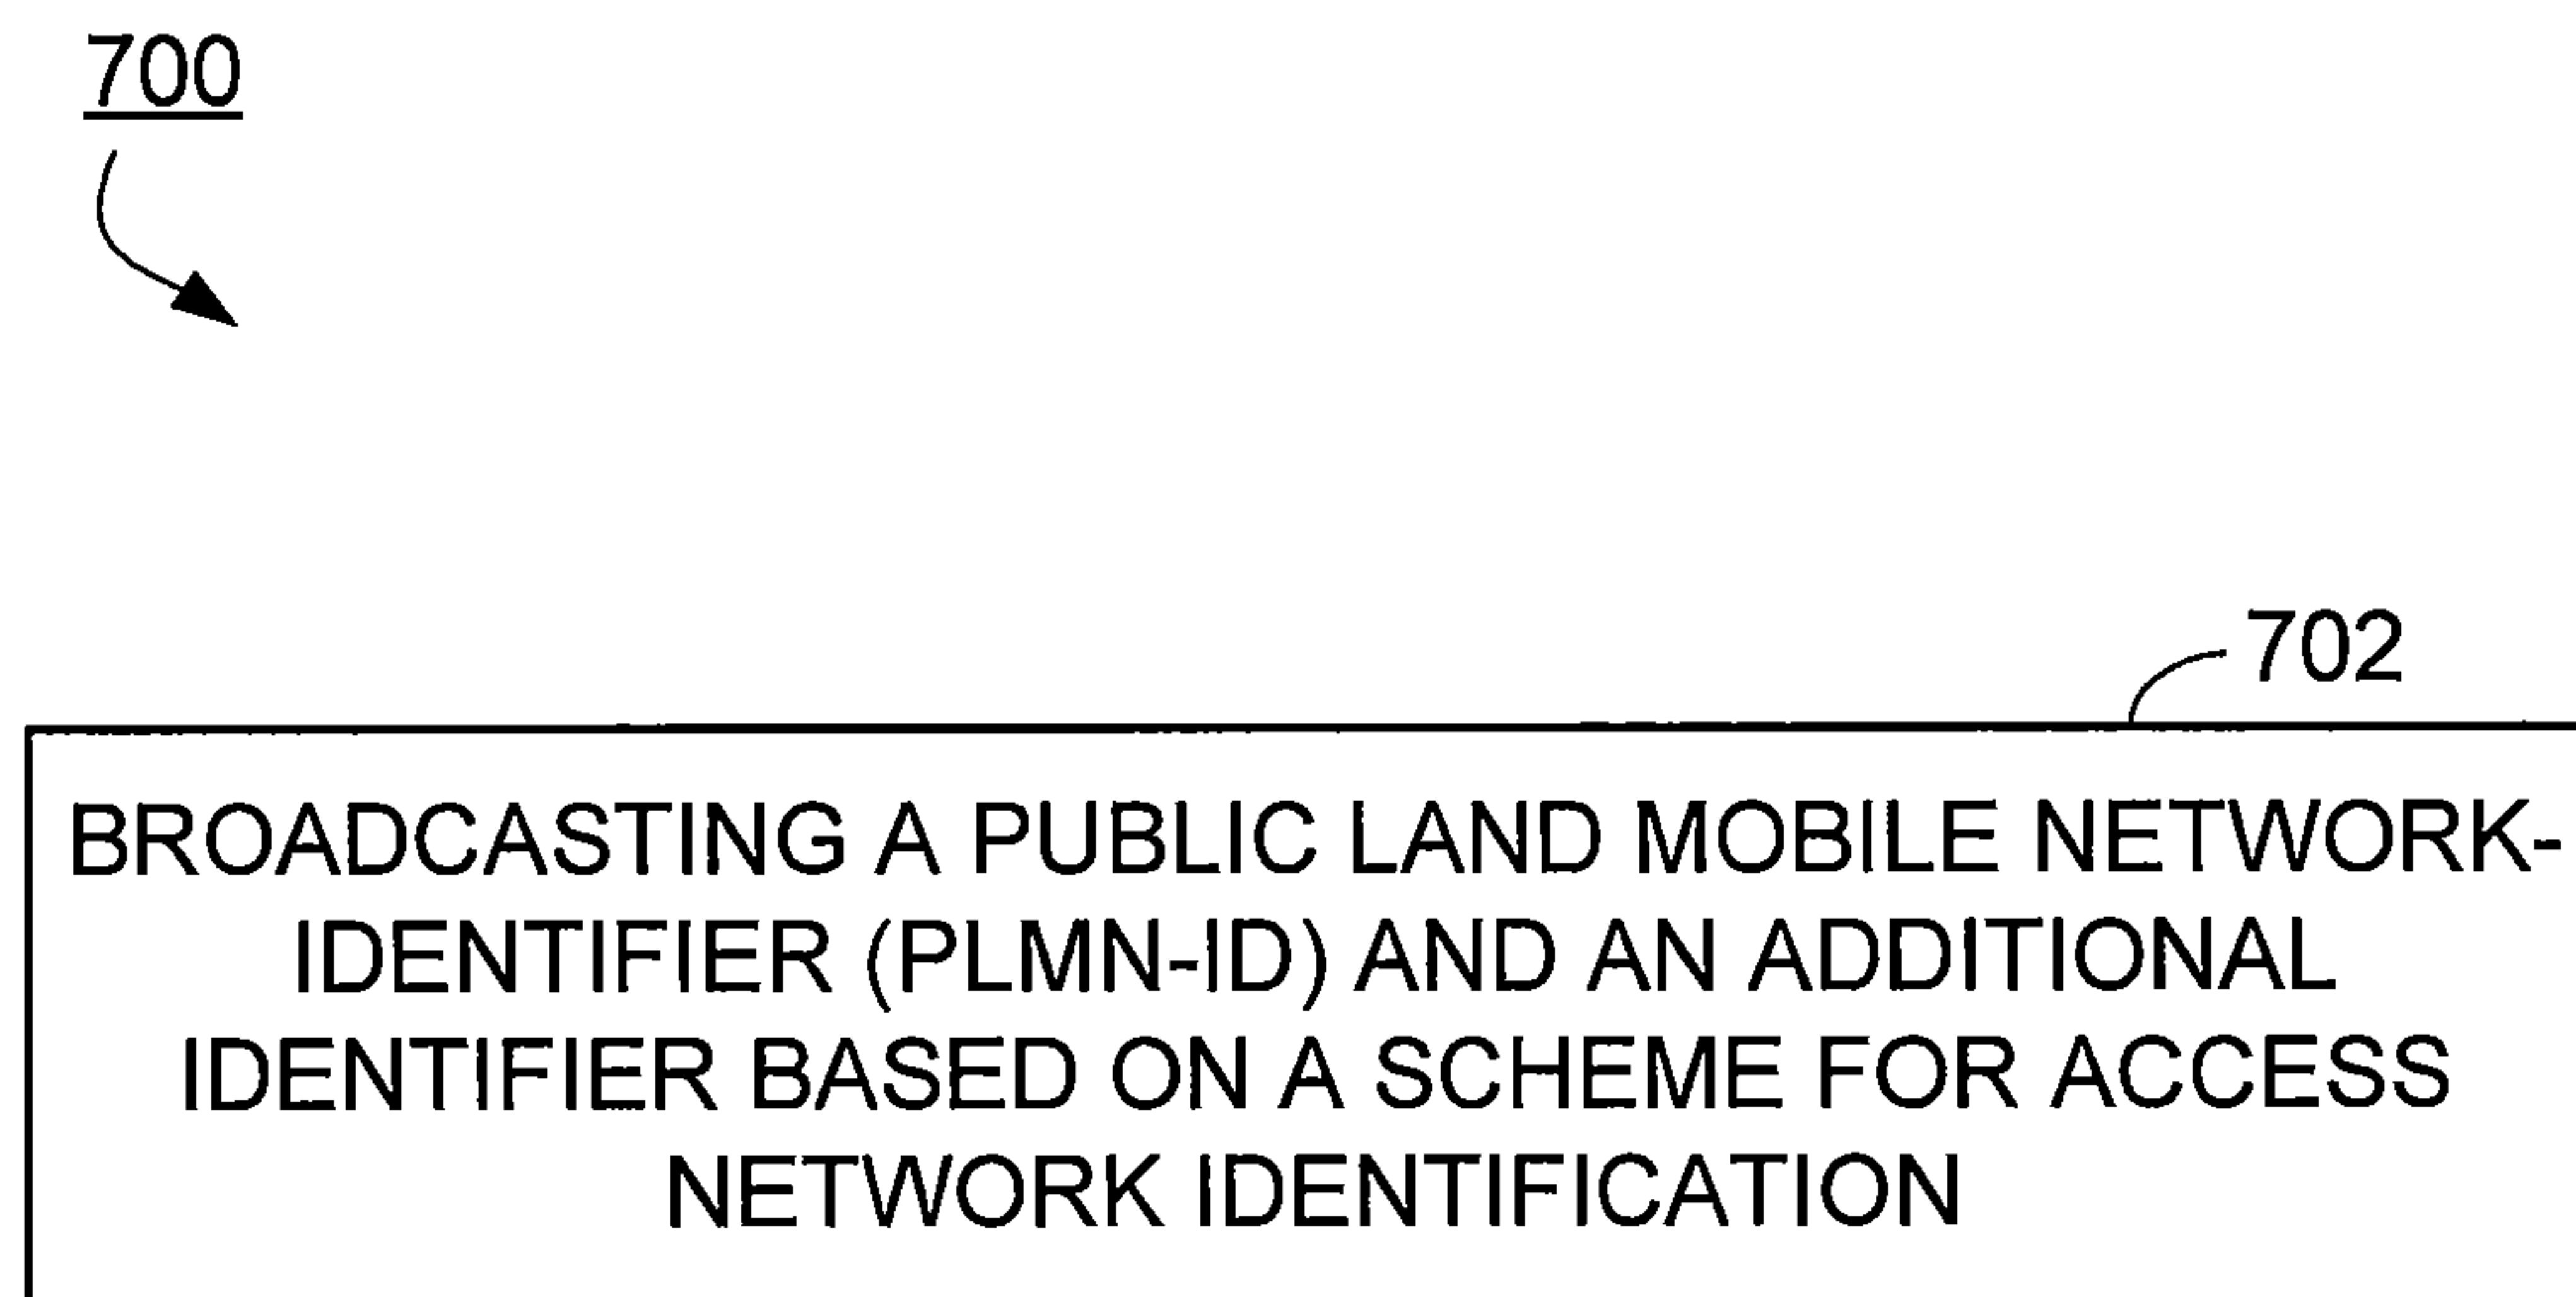 700
702
BROADCASTING A PUBLIC LAND MOBILE NETWORK-
IDENTIFIER (PLMN-ID) AND AN ADDITIONAL
IDENTIFIER BASED ON A SCHEME FOR ACCESS
NETWORK IDENTIFICATION